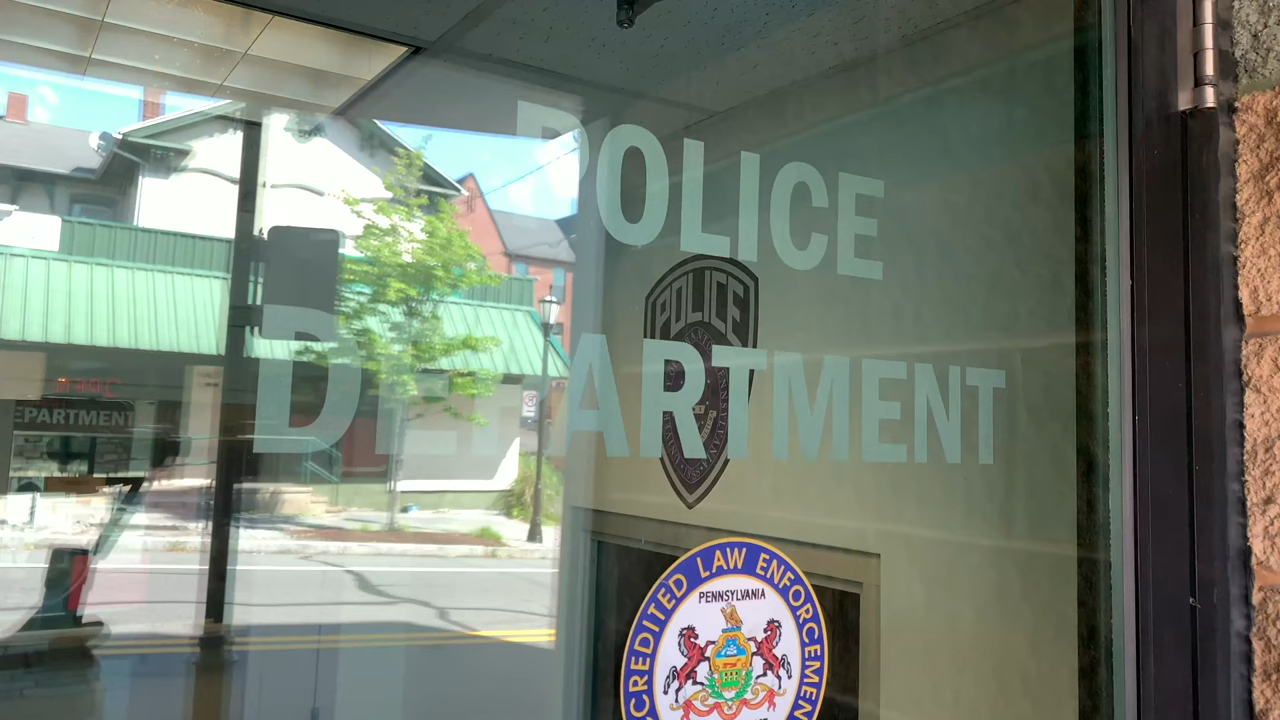 POLICE
DEPARTMENT
POLICE
EPARTMENT
CREDITED LAW ENFORCEMEN
PENNSYLVANIA